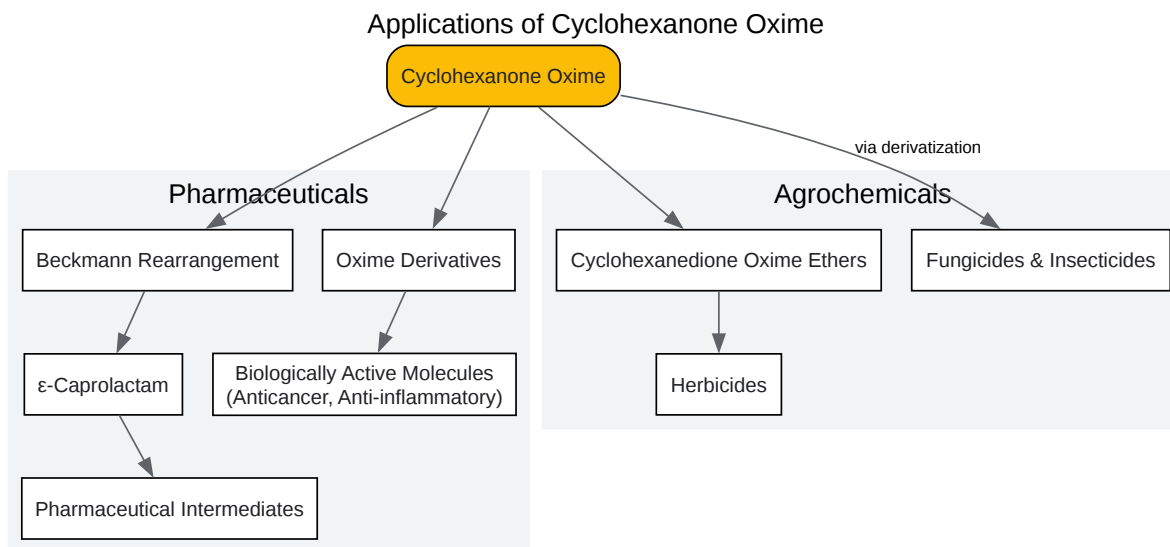 Applications of Cyclohexanone Oxime
Cyclohexanone Oxime
via derivatization
Pharmaceuticals
Agrochemicals
Beckmann Rearrangement
Oxime Derivatives
Cyclohexanedione Oxime Ethers
Fungicides & Insecticides
ε-Caprolactam
Biologically Active Molecules
(Anticancer, Anti-inflammatory)
Herbicides
Pharmaceutical Intermediates